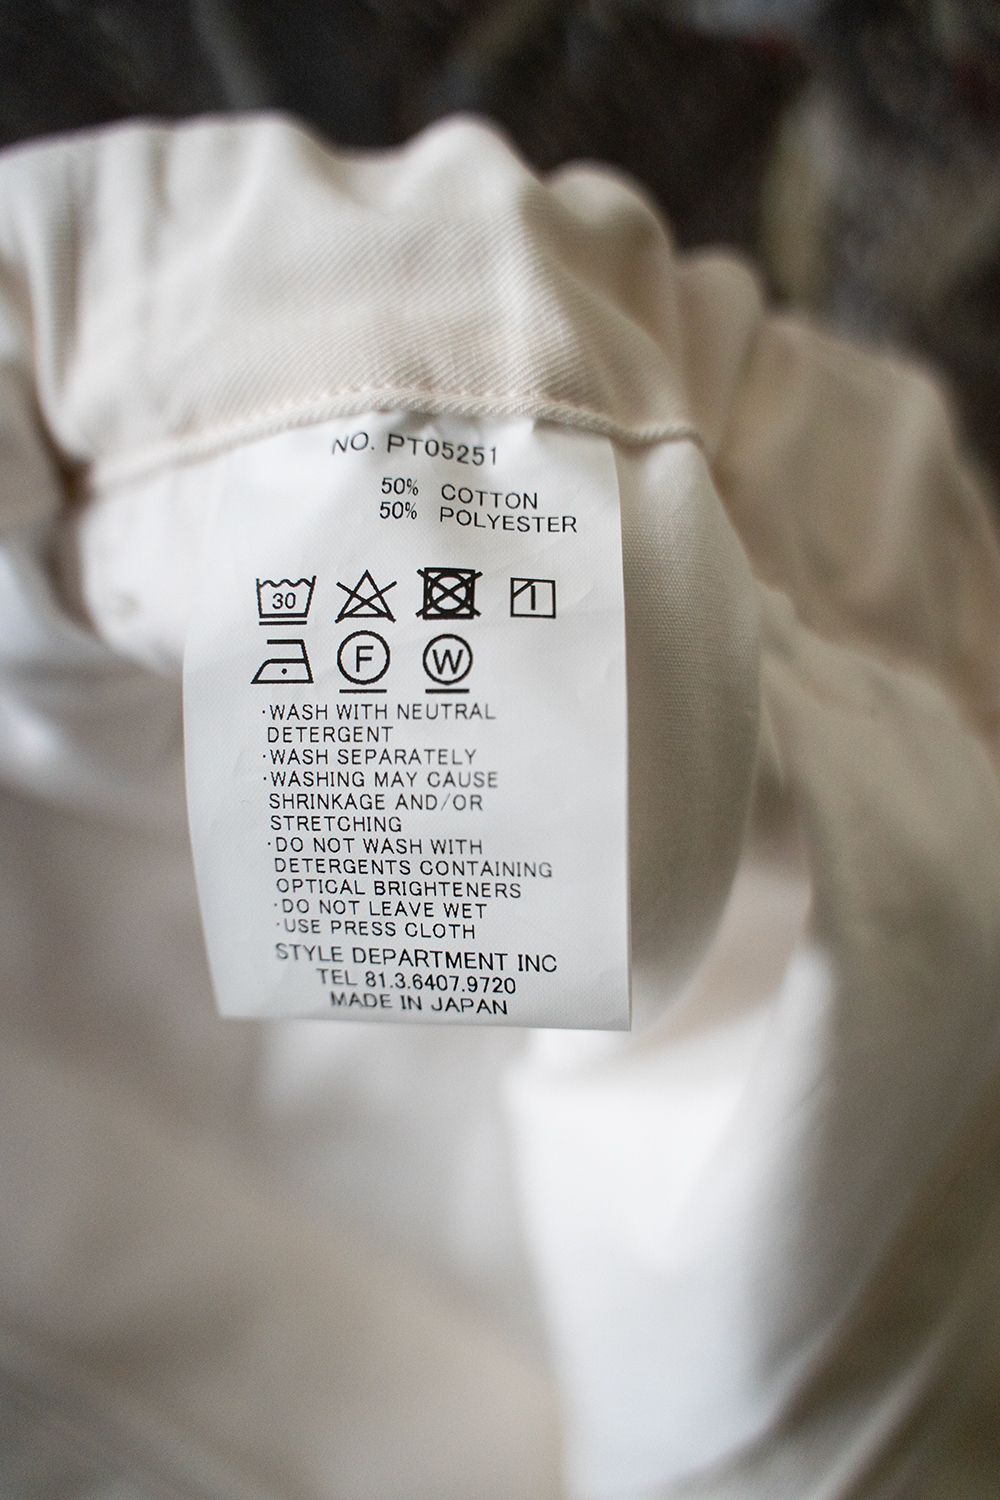 NO. PT05251
50% COTTON
50% POLYESTER
30
F W
·WASH WITH NEUTRAL
DETERGENT
·WASH SEPARATELY
·WASHING MAY CAUSE
SHRINKAGE AND/OR
STRETCHING
·DO NOT WASH WITH
DETERGENTS CONTAINING
OPTICAL BRIGHTENERS
·DO NOT LEAVE WET
·USE PRESS CLOTH
STYLE DEPARTMENT INC
TEL 81.3.6407.9720
MADE IN JAPAN